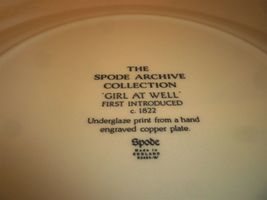 THE
SPODE ARCHIVE
COLLECTION
'GIRL AT WELL'
FIRST INTRODUCED
c. 1822
Underglaze print from a hand
engraved copper plate.
Spode
Made in
ENGLAND